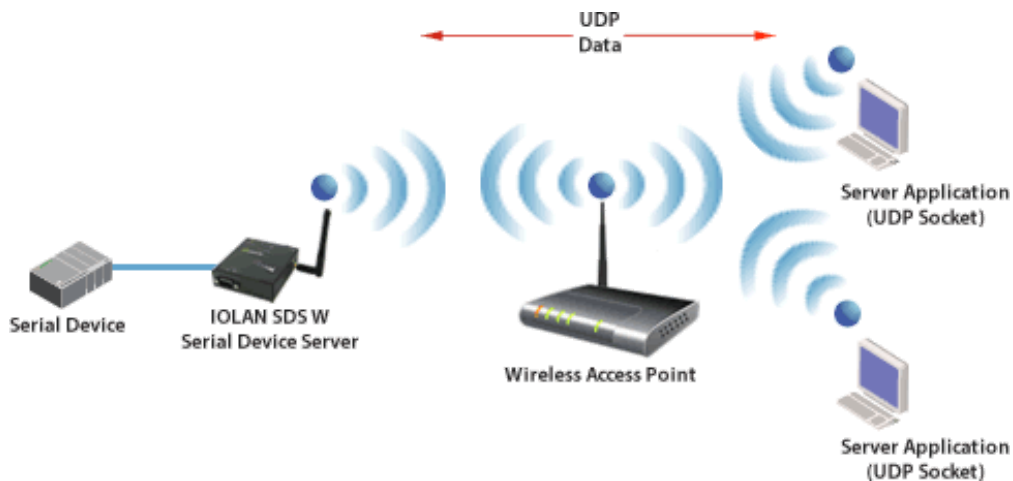 UDP
Data
Server Application
(UDP Socket)
Serial Device
IOLAN SDS W
Serial Device Server
Wireless Access Point
Server Application
(UDP Socket)